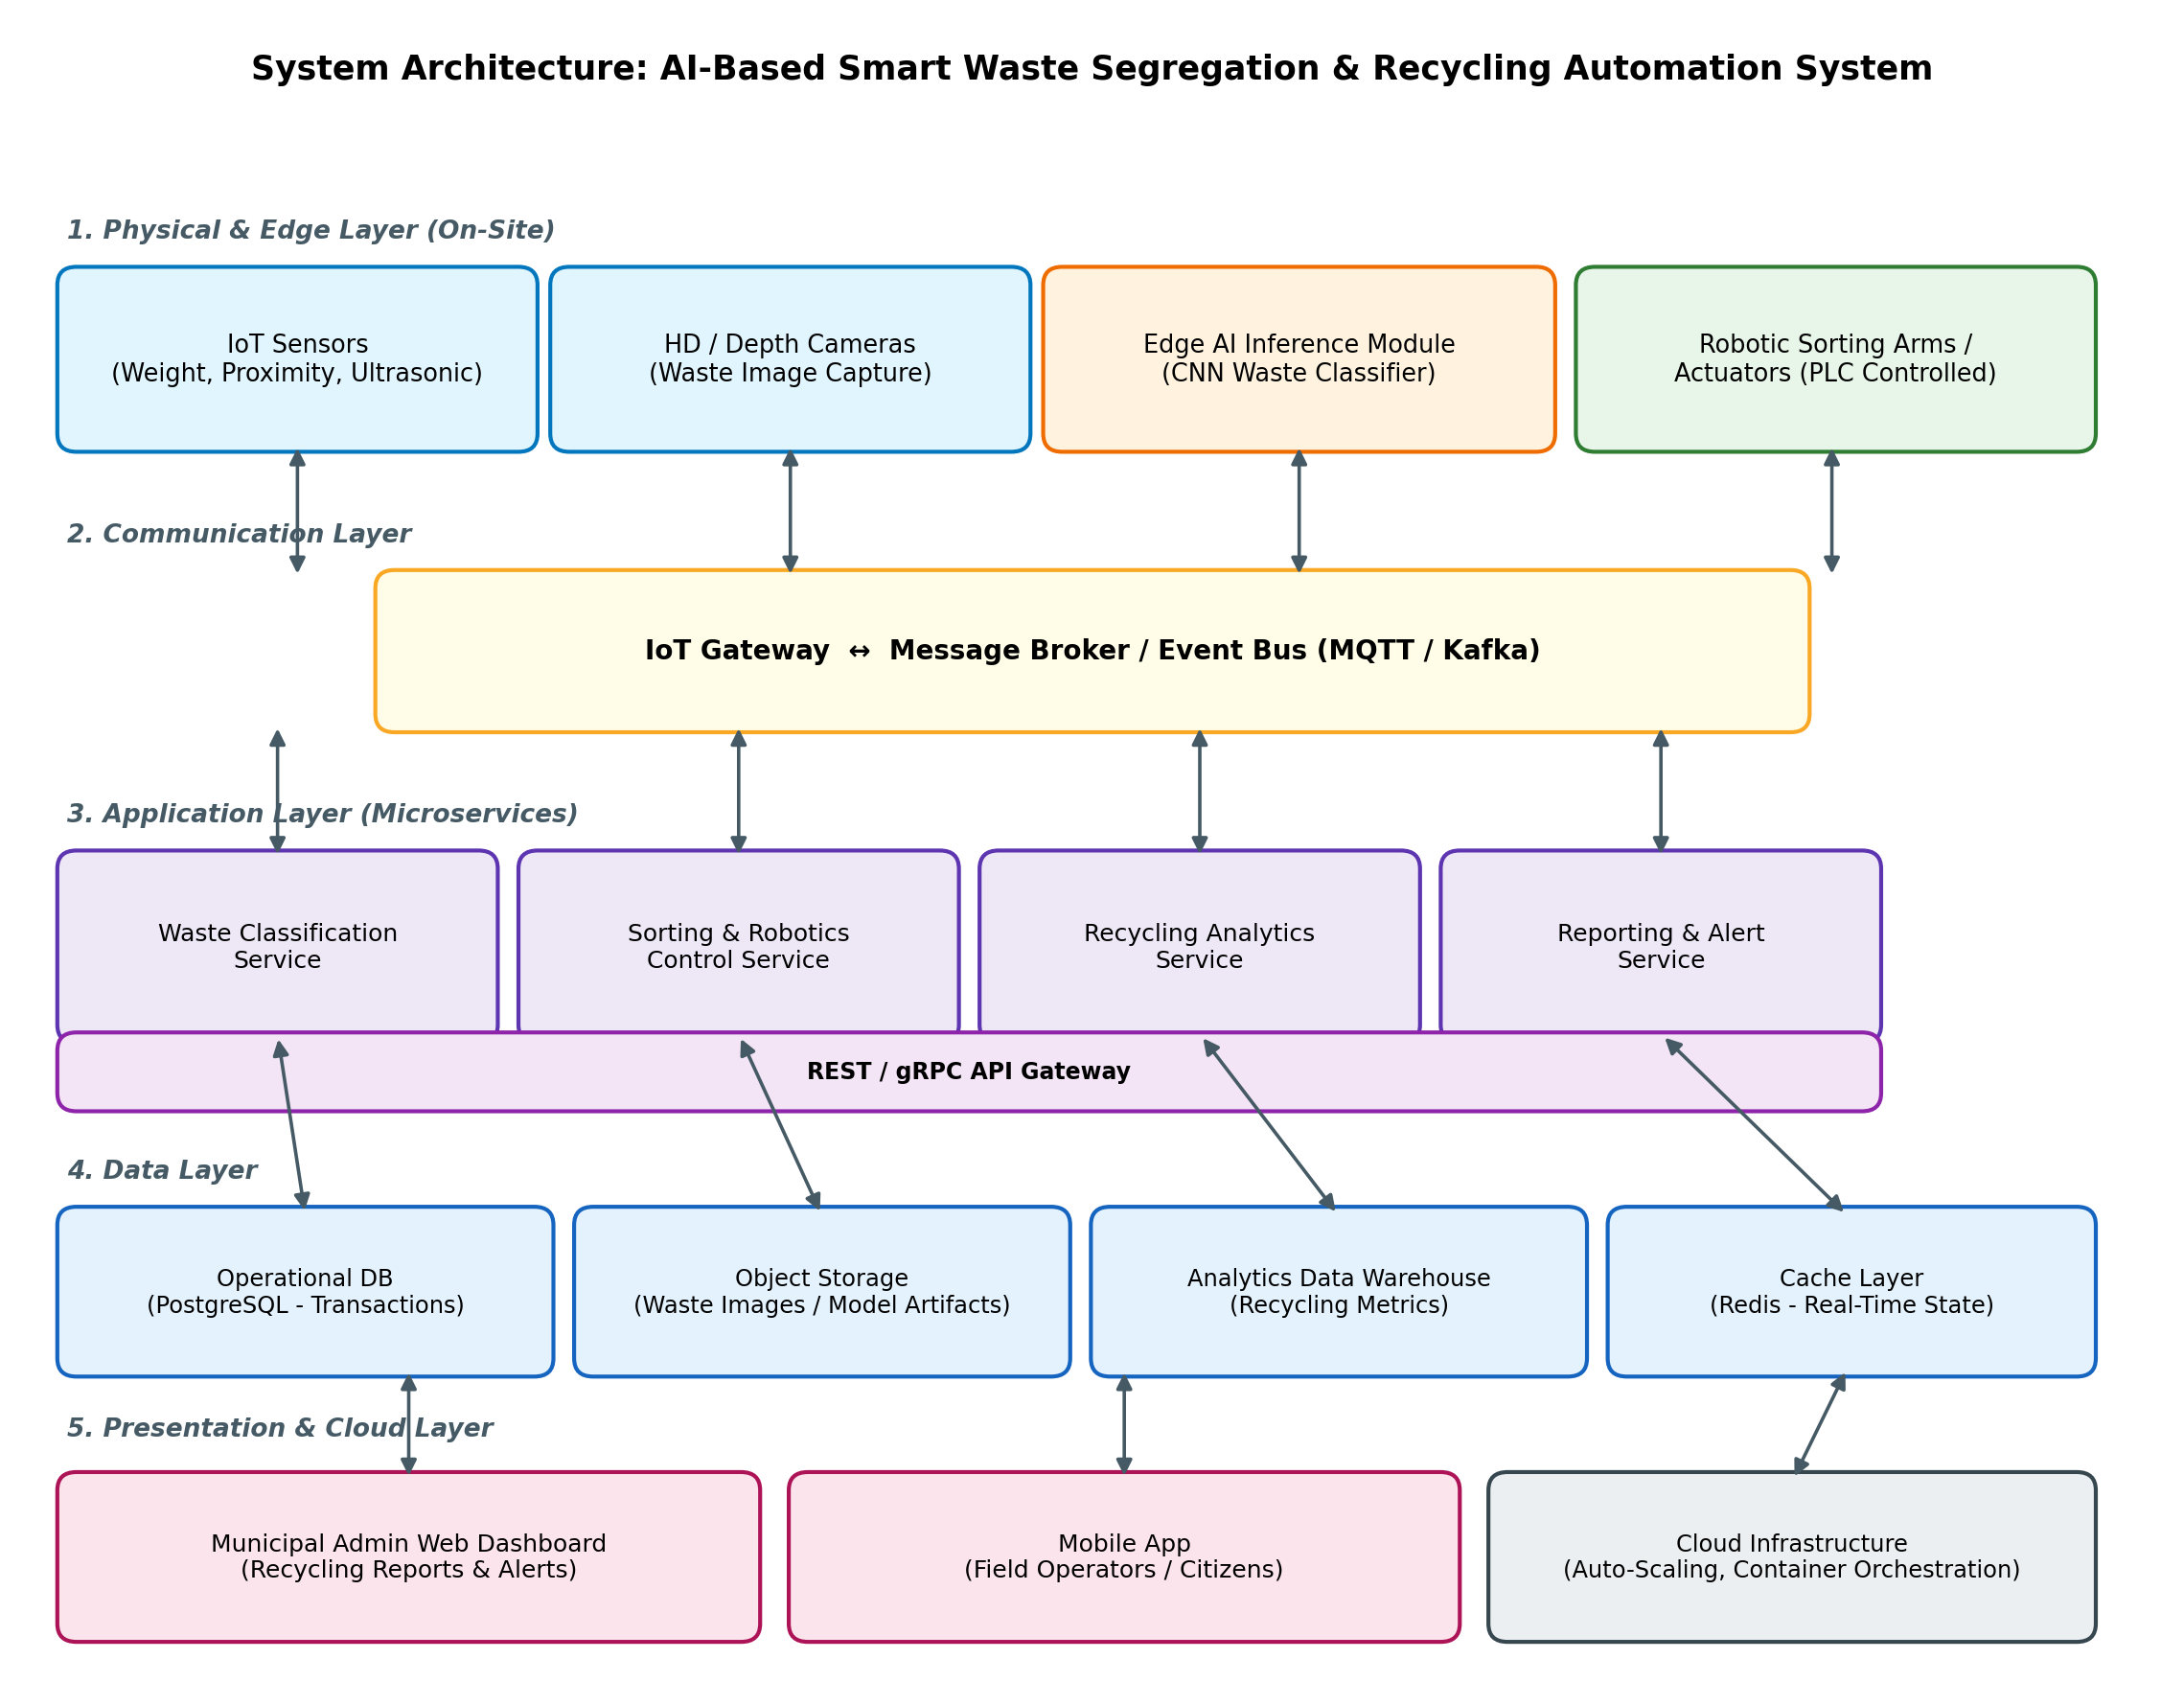 System Architecture: AI-Based Smart Waste Segregation & Recycling Automation System
1. Physical & Edge Layer (On-Site)
IoT Sensors
(Weight, Proximity, Ultrasonic)
HD / Depth Cameras
(Waste Image Capture)
Edge AI Inference Module
(CNN Waste Classifier)
Robotic Sorting Arms /
Actuators (PLC Controlled)
2. Communication Layer
IoT Gateway ↔ Message Broker / Event Bus (MQTT / Kafka)
3. Application Layer (Microservices)
Waste Classification
Service
Sorting & Robotics
Control Service
Recycling Analytics
Service
Reporting & Alert
Service
REST / gRPC API Gateway
4. Data Layer
Operational DB
(PostgreSQL - Transactions)
Object Storage
(Waste Images / Model Artifacts)
Analytics Data Warehouse
(Recycling Metrics)
Cache Layer
(Redis - Real-Time State)
5. Presentation & Cloud Layer
Municipal Admin Web Dashboard
(Recycling Reports & Alerts)
Mobile App
(Field Operators / Citizens)
Cloud Infrastructure
(Auto-Scaling, Container Orchestration)